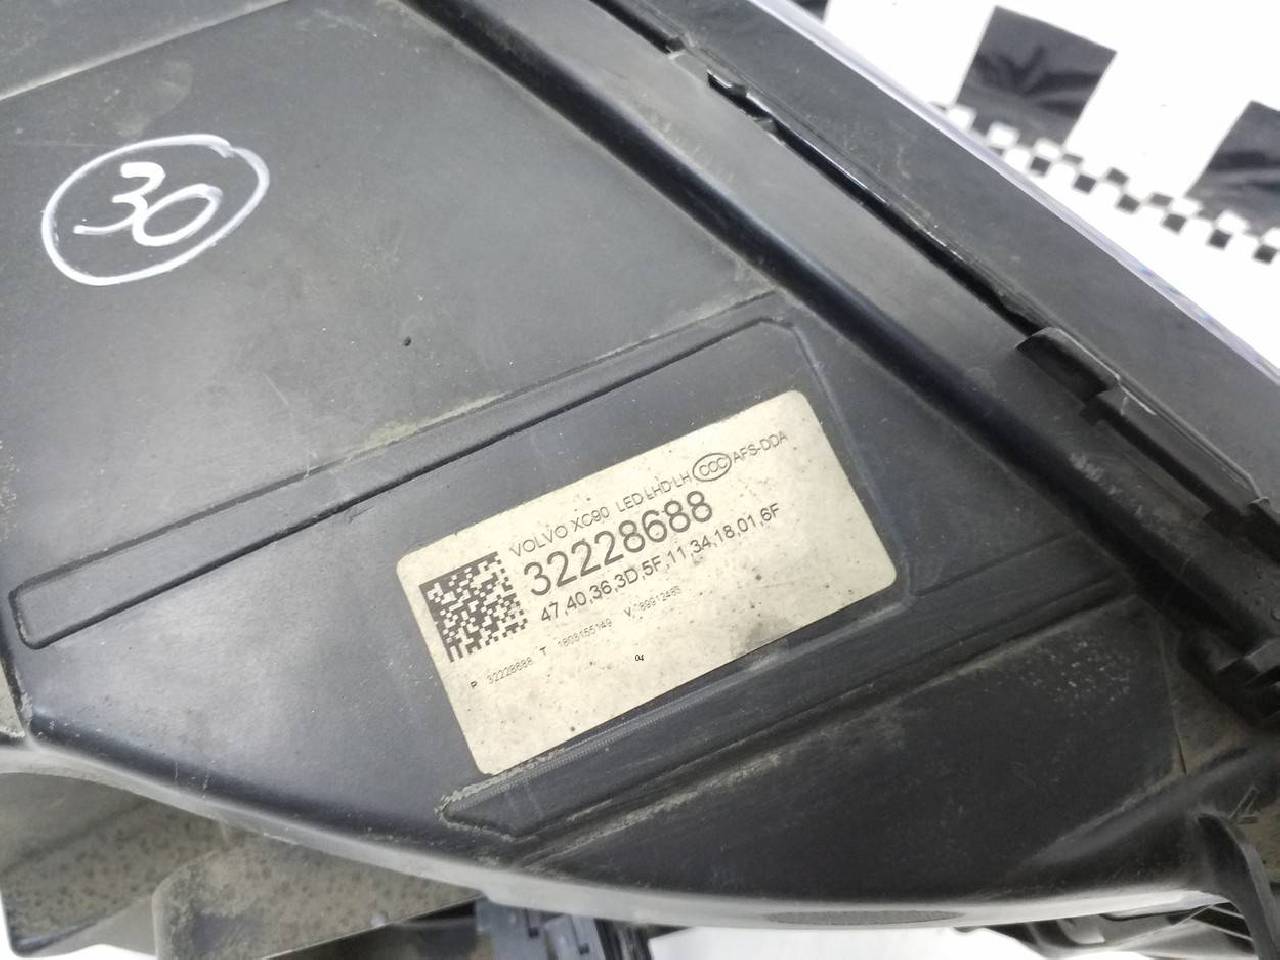 30
VOLVO XC90 LED LHD LH CCC AFS-DDA
32228688
47,40,36,3D,5F,11,34,18,01,6F
P 32228688 T V